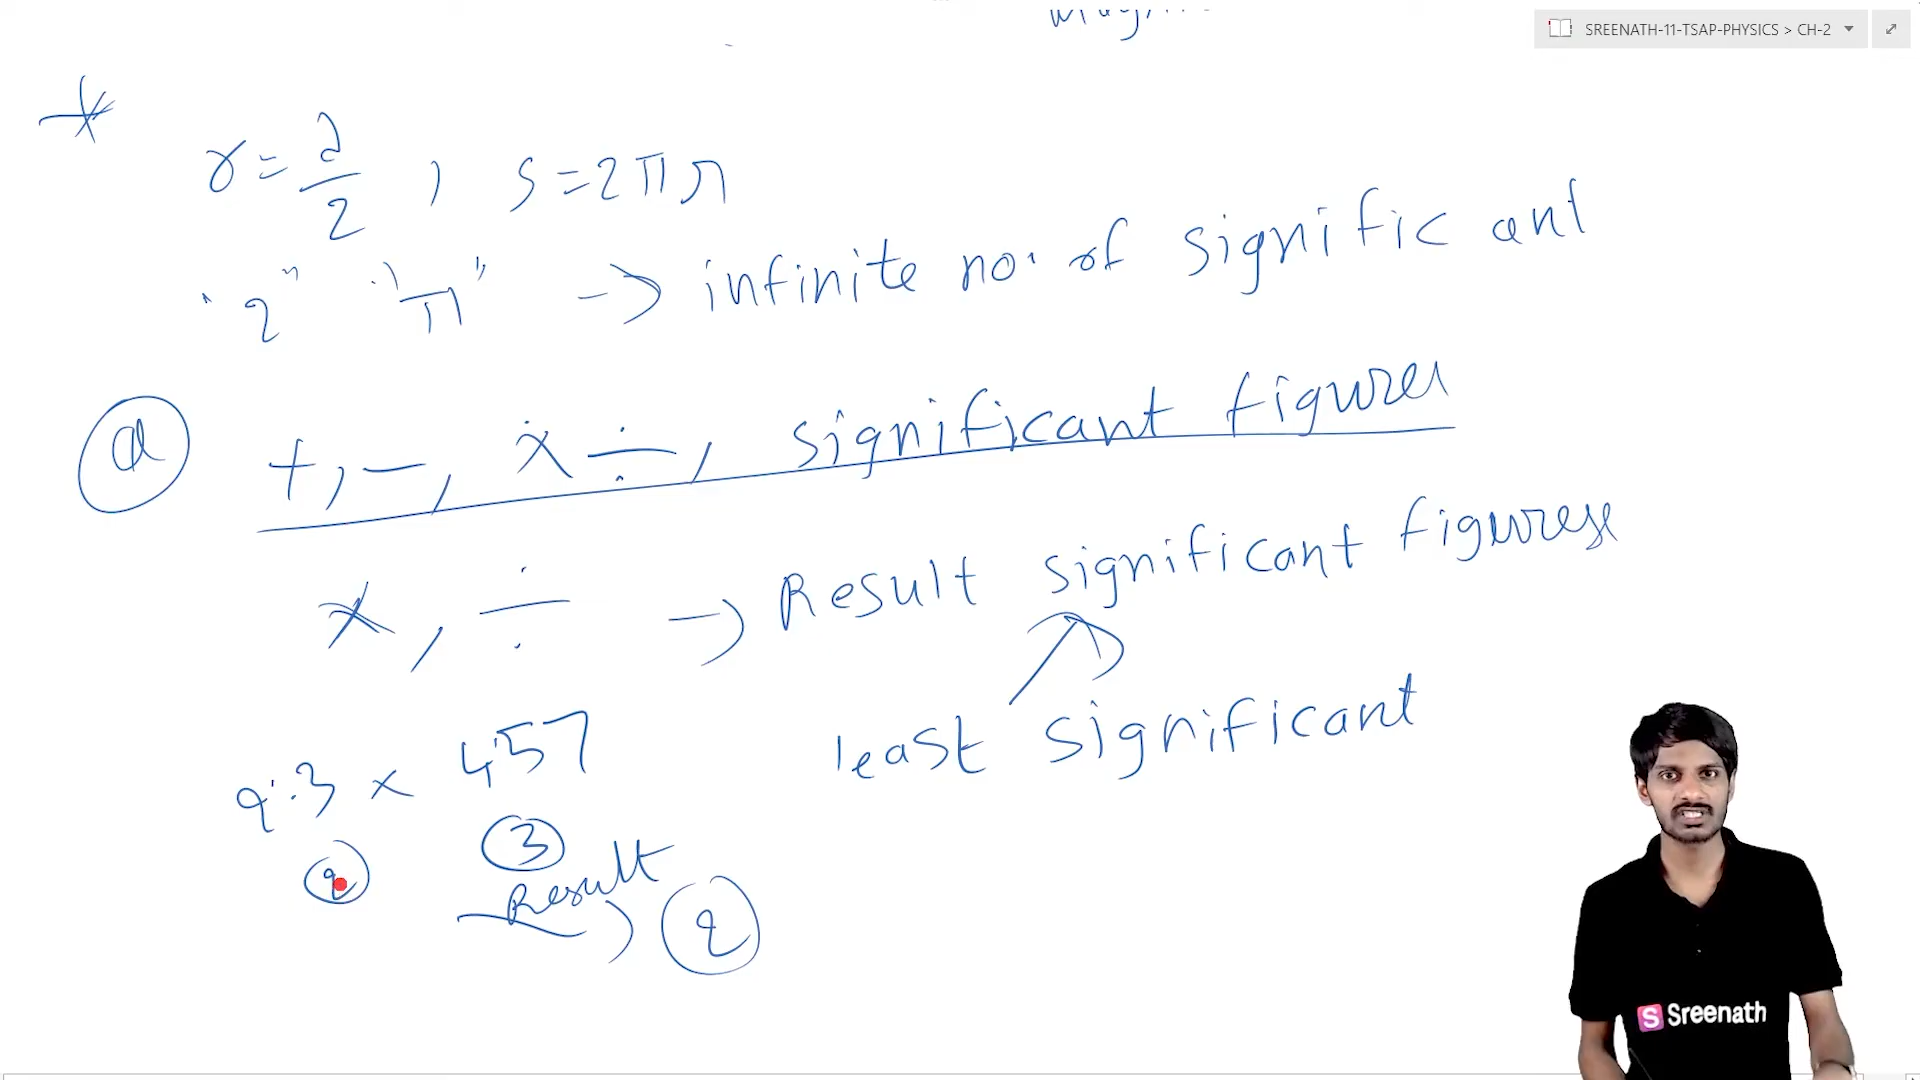 SREENATH-11-TSAP-PHYSICS > CH-2
r = d/2 , s = 2πr
"2" "π" → infinite no. of significant
a +, −, × ÷, significant figures
×, ÷ → Result significant figures
least significant
2.3 × 457
2 3
Result → 2
S Sreenath